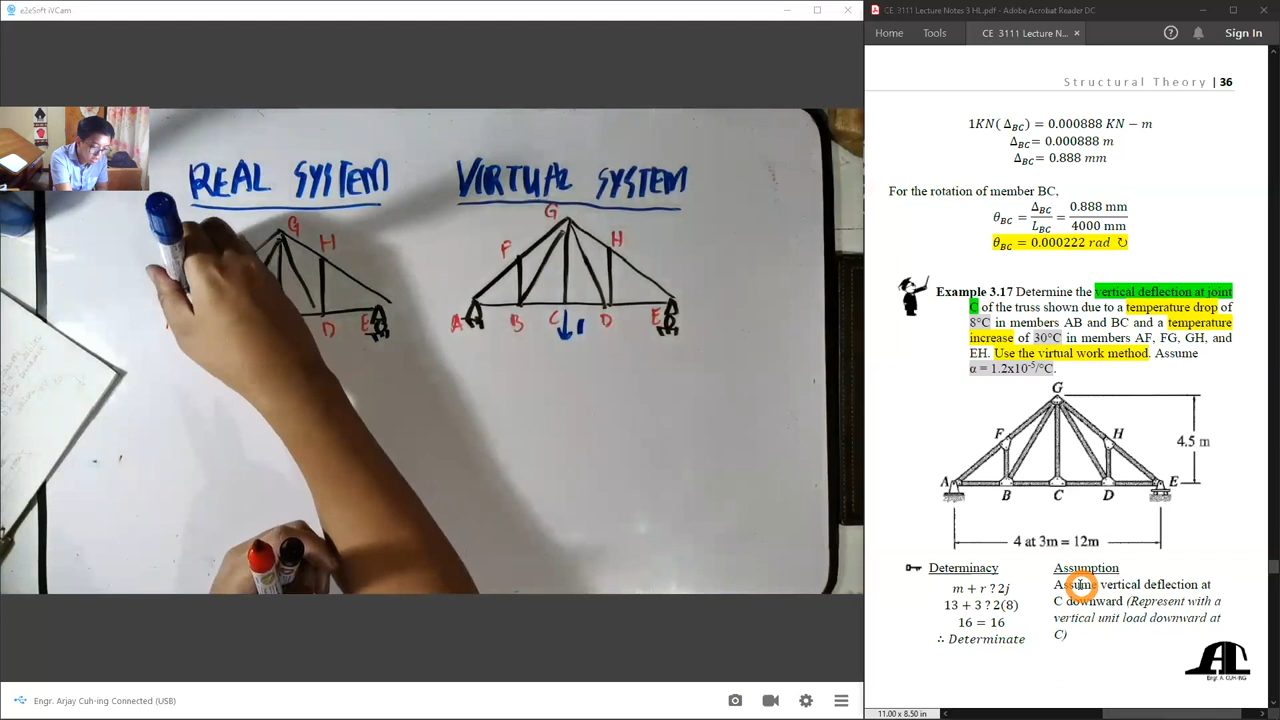 e2eSoft iVCam
REAL SYSTEM
VIRTUAL SYSTEM
G
H
D
E
G
F
H
A
B
C
D
E
1
Engr. Arjay Cuh-ing Connected (USB)
CE 3111 Lecture Notes 3 HL.pdf - Adobe Acrobat Reader DC
Home Tools CE 3111 Lecture N... × Sign In
Structural Theory | 36
1KN( Δ_BC) = 0.000888 KN − m
Δ_BC= 0.000888 m
Δ_BC= 0.888 mm
For the rotation of member BC,
θ_BC = Δ_BC / L_BC = 0.888 mm / 4000 mm
θ_BC = 0.000222 rad ↻
Example 3.17 Determine the vertical deflection at joint
C of the truss shown due to a temperature drop of
8°C in members AB and BC and a temperature
increase of 30°C in members AF, FG, GH, and
EH. Use the virtual work method. Assume
α = 1.2x10⁻⁵/°C.
G
F
H
4.5 m
A
E
B
C
D
4 at 3m = 12m
Determinacy
m + r ? 2j
13 + 3 ? 2(8)
16 = 16
∴ Determinate
Assumption
Assume vertical deflection at
C downward (Represent with a
vertical unit load downward at
C)
Engr A. CUH-ING
11.00 x 8.50 in